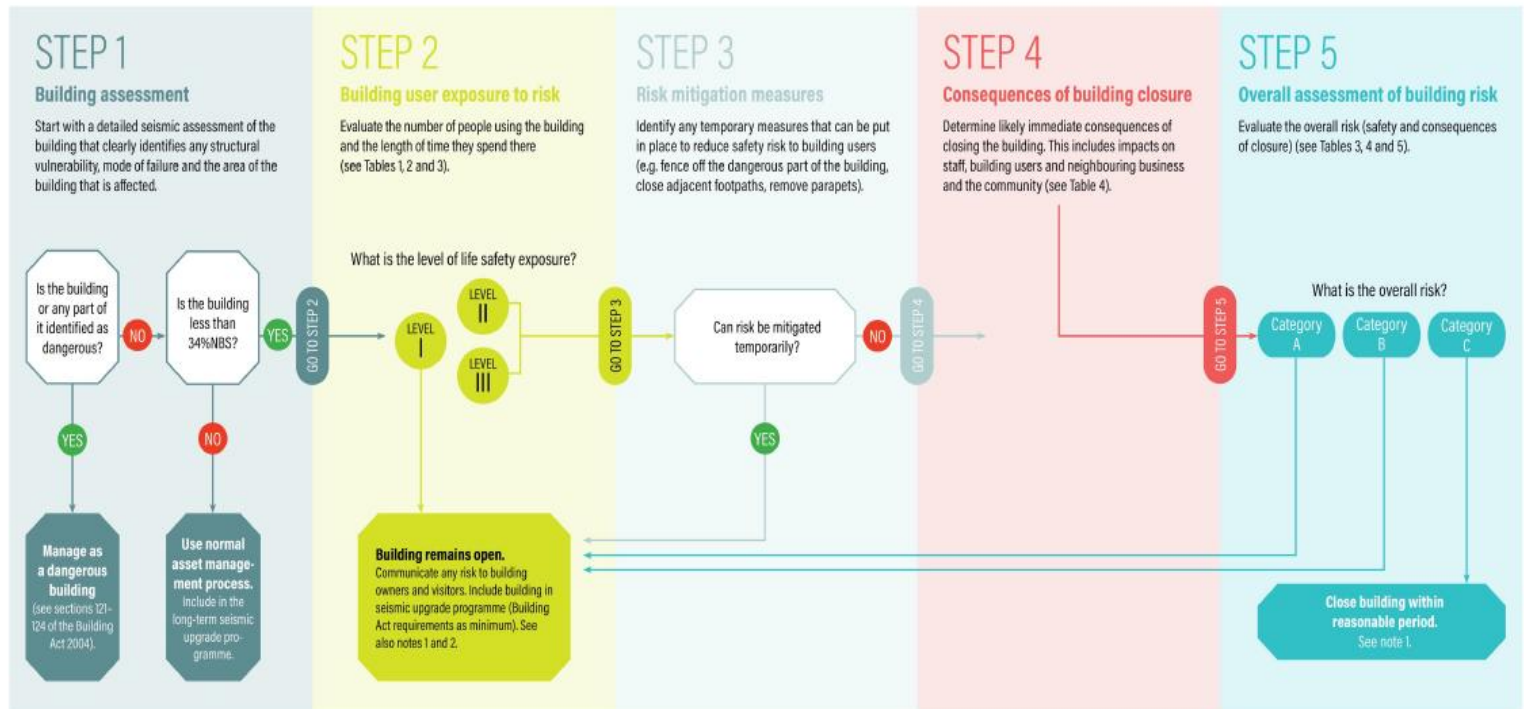 STEP 1
Building assessment
Start with a detailed seismic assessment of the
building that clearly identifies any structural
vulnerability, mode of failure and the area of the
building that is affected.
Is the building
or any part of
it identified as
dangerous?
NO
Is the building
less than
34%NBS?
YES
GO TO STEP 2
YES
NO
Manage as
a dangerous
building
(see sections 121–
124 of the Building
Act 2004).
Use normal
asset manage-
ment process.
Include in the
long-term seismic
upgrade pro-
gramme.
STEP 2
Building user exposure to risk
Evaluate the number of people using the building
and the length of time they spend there
(see Tables 1, 2 and 3).
What is the level of life safety exposure?
LEVEL
I
LEVEL
II
LEVEL
III
GO TO STEP 3
Building remains open.
Communicate any risk to building
owners and visitors. Include building in
seismic upgrade programme (Building
Act requirements as minimum). See
also notes 1 and 2.
STEP 3
Risk mitigation measures
Identify any temporary measures that can be put
in place to reduce safety risk to building users
(e.g. fence off the dangerous part of the building,
close adjacent footpaths, remove parapets).
Can risk be mitigated
temporarily?
NO
GO TO STEP 4
YES
STEP 4
Consequences of building closure
Determine likely immediate consequences of
closing the building. This includes impacts on
staff, building users and neighbouring business
and the community (see Table 4).
GO TO STEP 5
STEP 5
Overall assessment of building risk
Evaluate the overall risk (safety and consequences
of closure) (see Tables 3, 4 and 5).
What is the overall risk?
Category
A
Category
B
Category
C
Close building within
reasonable period.
See note 1.